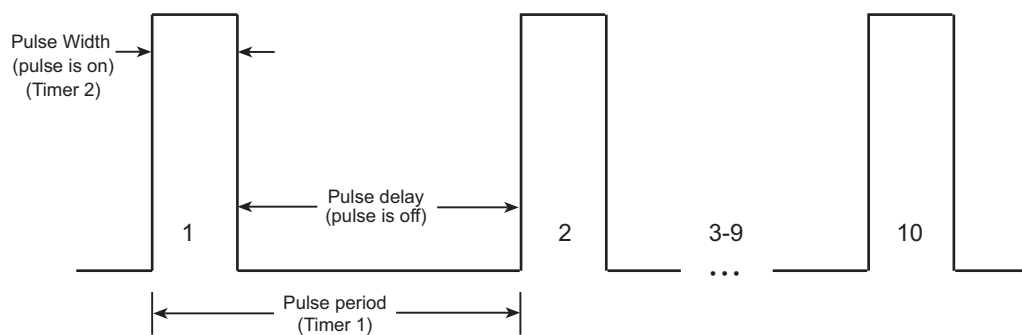 Pulse Width
(pulse is on)
(Timer 2)
Pulse delay
(pulse is off)
1
2
3-9
10
...
Pulse period
(Timer 1)